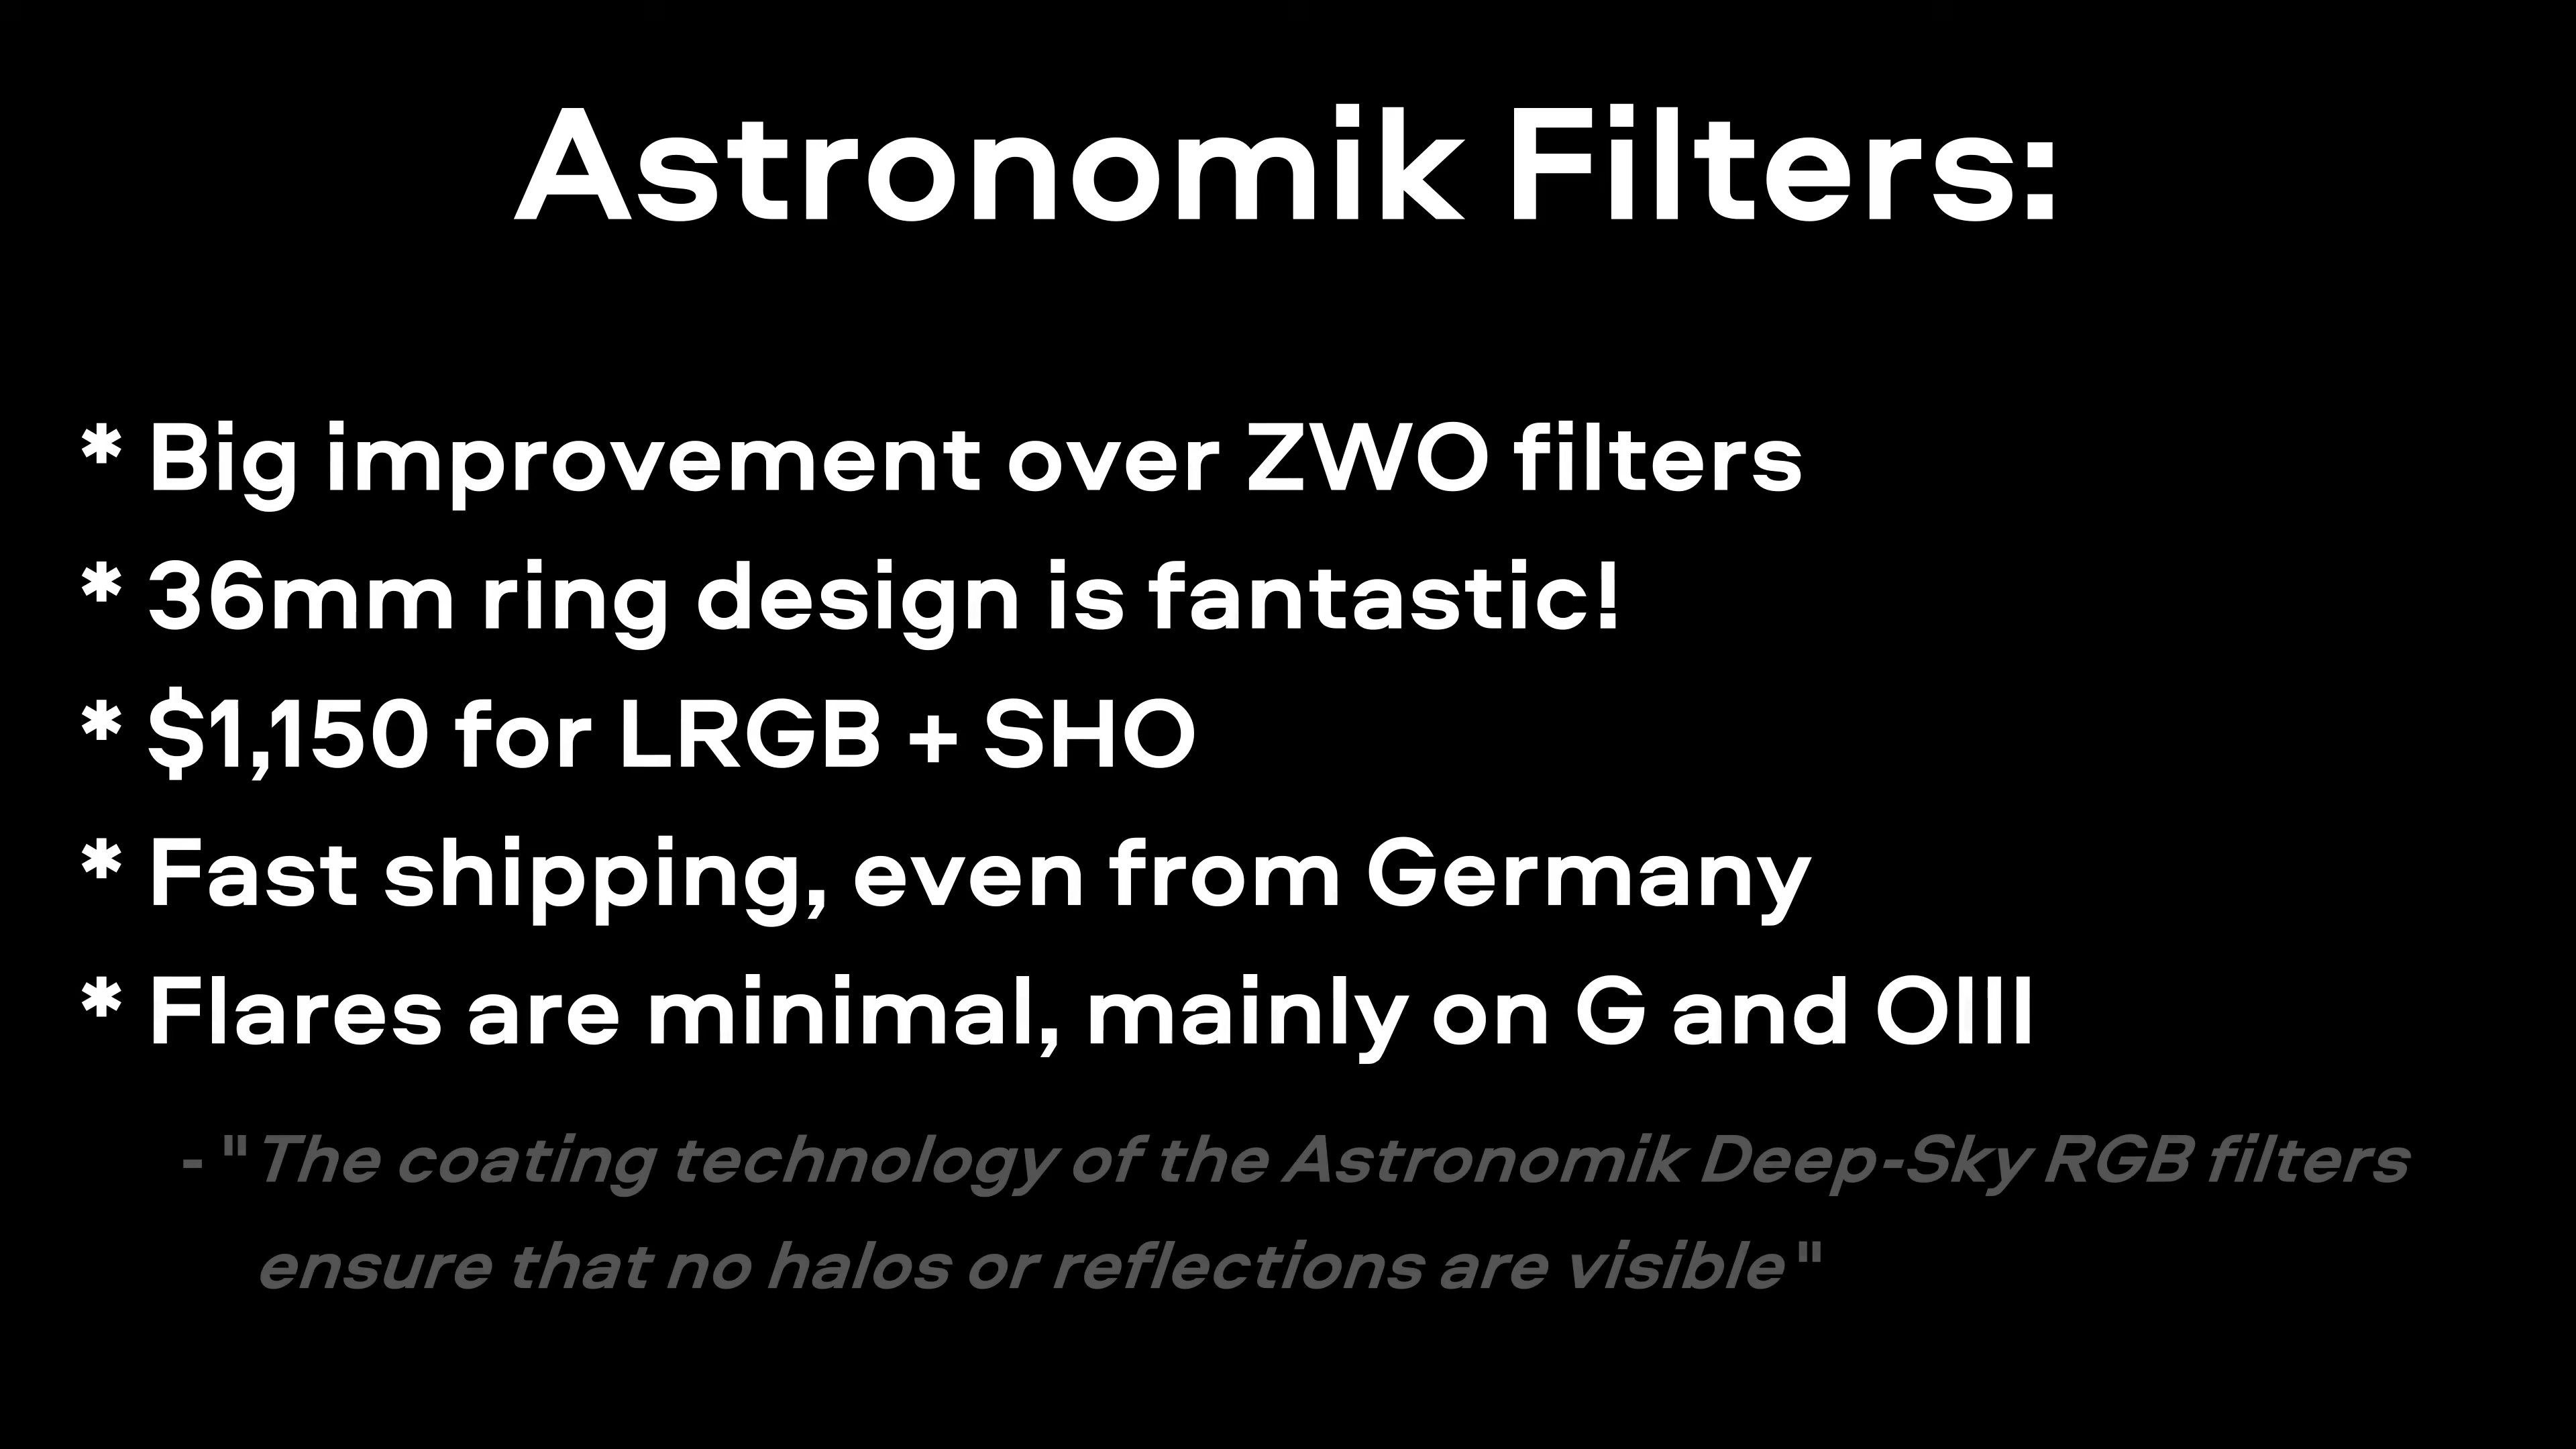 Astronomik Filters:
* Big improvement over ZWO filters
* 36mm ring design is fantastic!
* $1,150 for LRGB + SHO
* Fast shipping, even from Germany
* Flares are minimal, mainly on G and OIII
- "The coating technology of the Astronomik Deep-Sky RGB filters
ensure that no halos or reflections are visible"